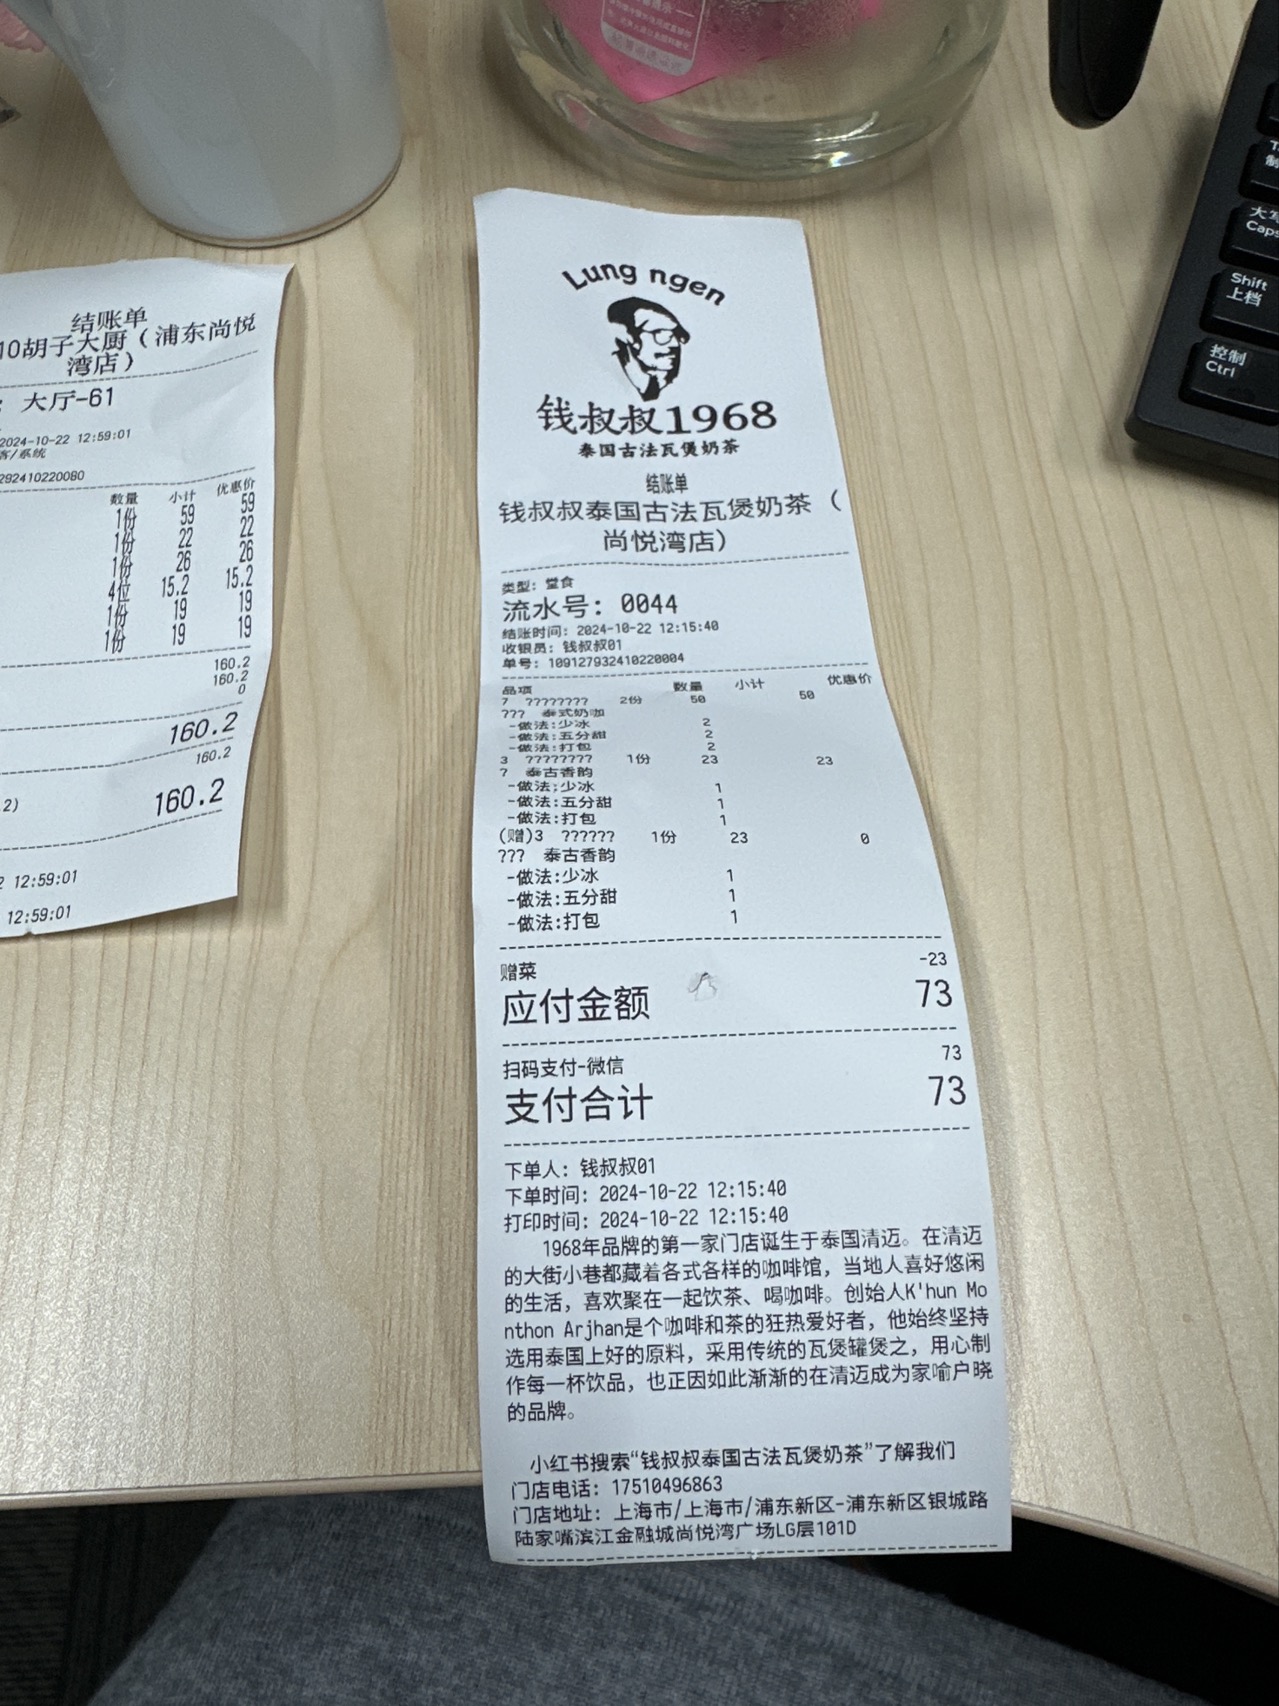 结账单
10胡子大厨（浦东尚悦
湾店）
：大厅-61
2024-10-22 12:59:01
客/系统
292410220080
数量 小计 优惠价
1份 59 59
1份 22 22
1份 26 26
4位 15.2 15.2
1份 19 19
1份 19 19
160.2
160.2
0
160.2
160.2
.2) 160.2
2 12:59:01
12:59:01
Lung ngen
钱叔叔1968
泰国古法瓦煲奶茶
结账单
钱叔叔泰国古法瓦煲奶茶（
尚悦湾店）
类型：堂食
流水号：0044
结账时间：2024-10-22 12:15:40
收银员：钱叔叔01
单号：109127932410220004
品项 数量 小计 优惠价
7 ???????? 2份 50 50
??? 泰式奶咖
-做法:少冰 2
-做法:五分甜 2
-做法:打包 2
3 ???????? 1份 23 23
7 泰古香韵
-做法:少冰 1
-做法:五分甜 1
-做法:打包 1
(赠)3 ?????? 1份 23 0
??? 泰古香韵
-做法:少冰 1
-做法:五分甜 1
-做法:打包 1
赠菜 -23
应付金额 73
扫码支付-微信 73
支付合计 73
下单人：钱叔叔01
下单时间：2024-10-22 12:15:40
打印时间：2024-10-22 12:15:40
1968年品牌的第一家门店诞生于泰国清迈。在清迈
的大街小巷都藏着各式各样的咖啡馆，当地人喜好悠闲
的生活，喜欢聚在一起饮茶、喝咖啡。创始人K'hun Mo
nthon Arjhan是个咖啡和茶的狂热爱好者，他始终坚持
选用泰国上好的原料，采用传统的瓦煲罐煲之，用心制
作每一杯饮品，也正因如此渐渐的在清迈成为家喻户晓
的品牌。
小红书搜索“钱叔叔泰国古法瓦煲奶茶”了解我们
门店电话：17510496863
门店地址：上海市/上海市/浦东新区-浦东新区银城路
陆家嘴滨江金融城尚悦湾广场LG层101D
大写
Caps
Shift
上档
控制
Ctrl